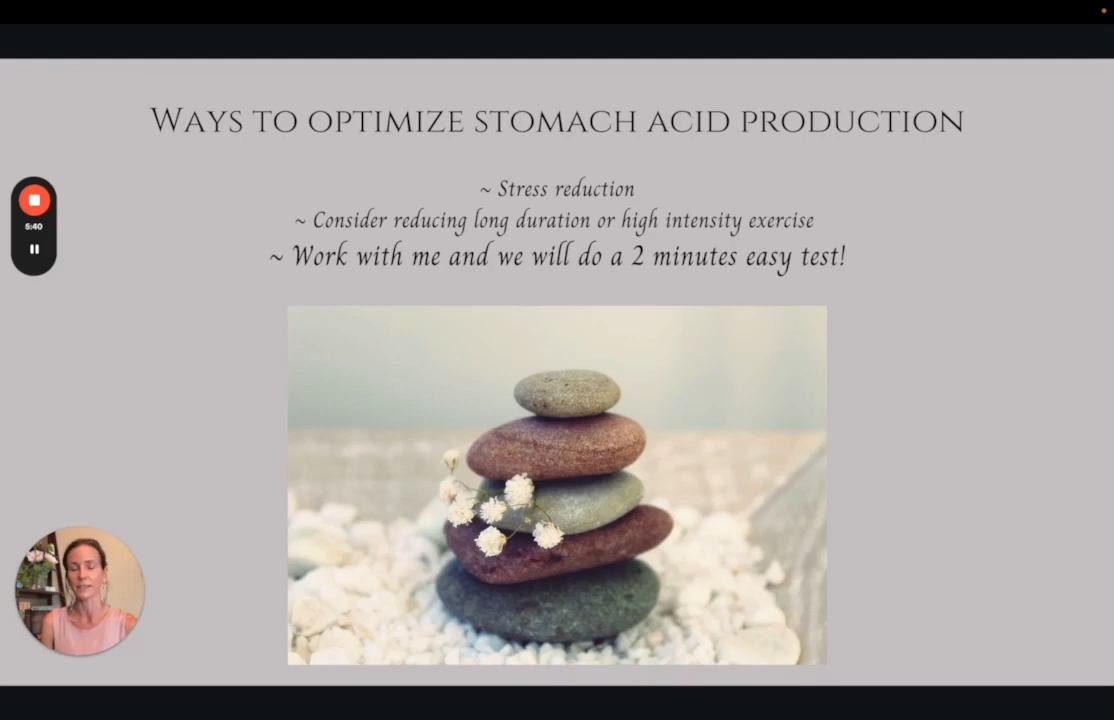 Ways to optimize stomach acid production
~ Stress reduction
~ Consider reducing long duration or high intensity exercise
~ Work with me and we will do a 2 minutes easy test!
5:40